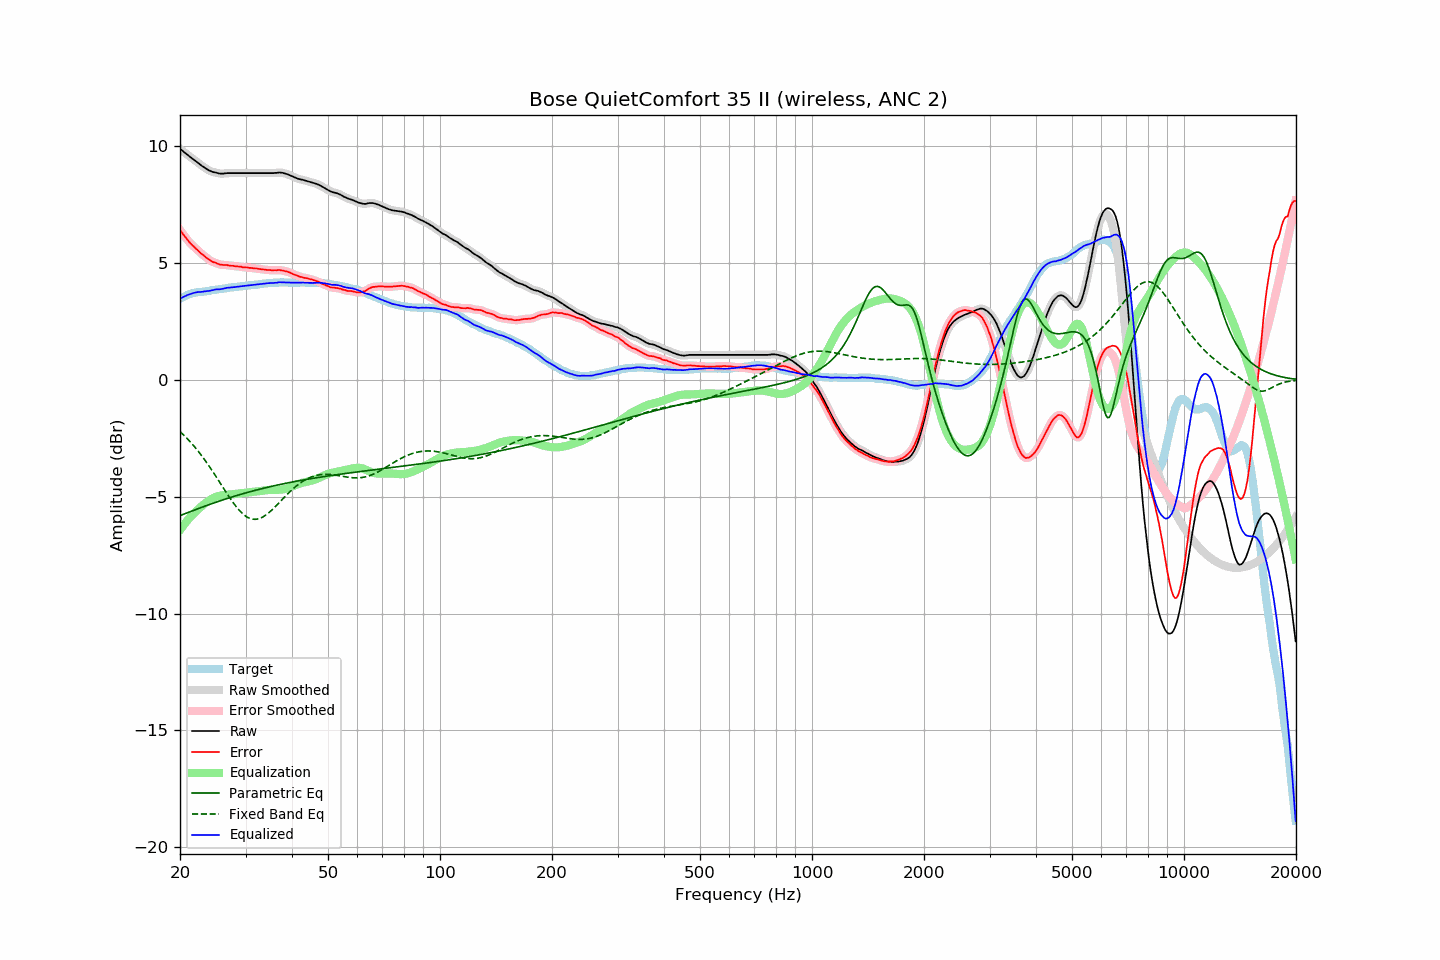 Bose QuietComfort 35 II (wireless, ANC 2)
Amplitude (dBr)
10
5
0
−5
−10
−15
−20
Target
Raw Smoothed
Error Smoothed
Raw
Error
Equalization
Parametric Eq
Fixed Band Eq
Equalized
20 50 100 200 500 1000 2000 5000 10000 20000
Frequency (Hz)